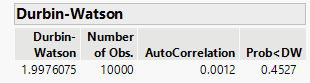 Durbin-Watson
Durbin- Number
Watson of Obs. AutoCorrelation Prob<DW
1.9976075 10000 0.0012 0.4527